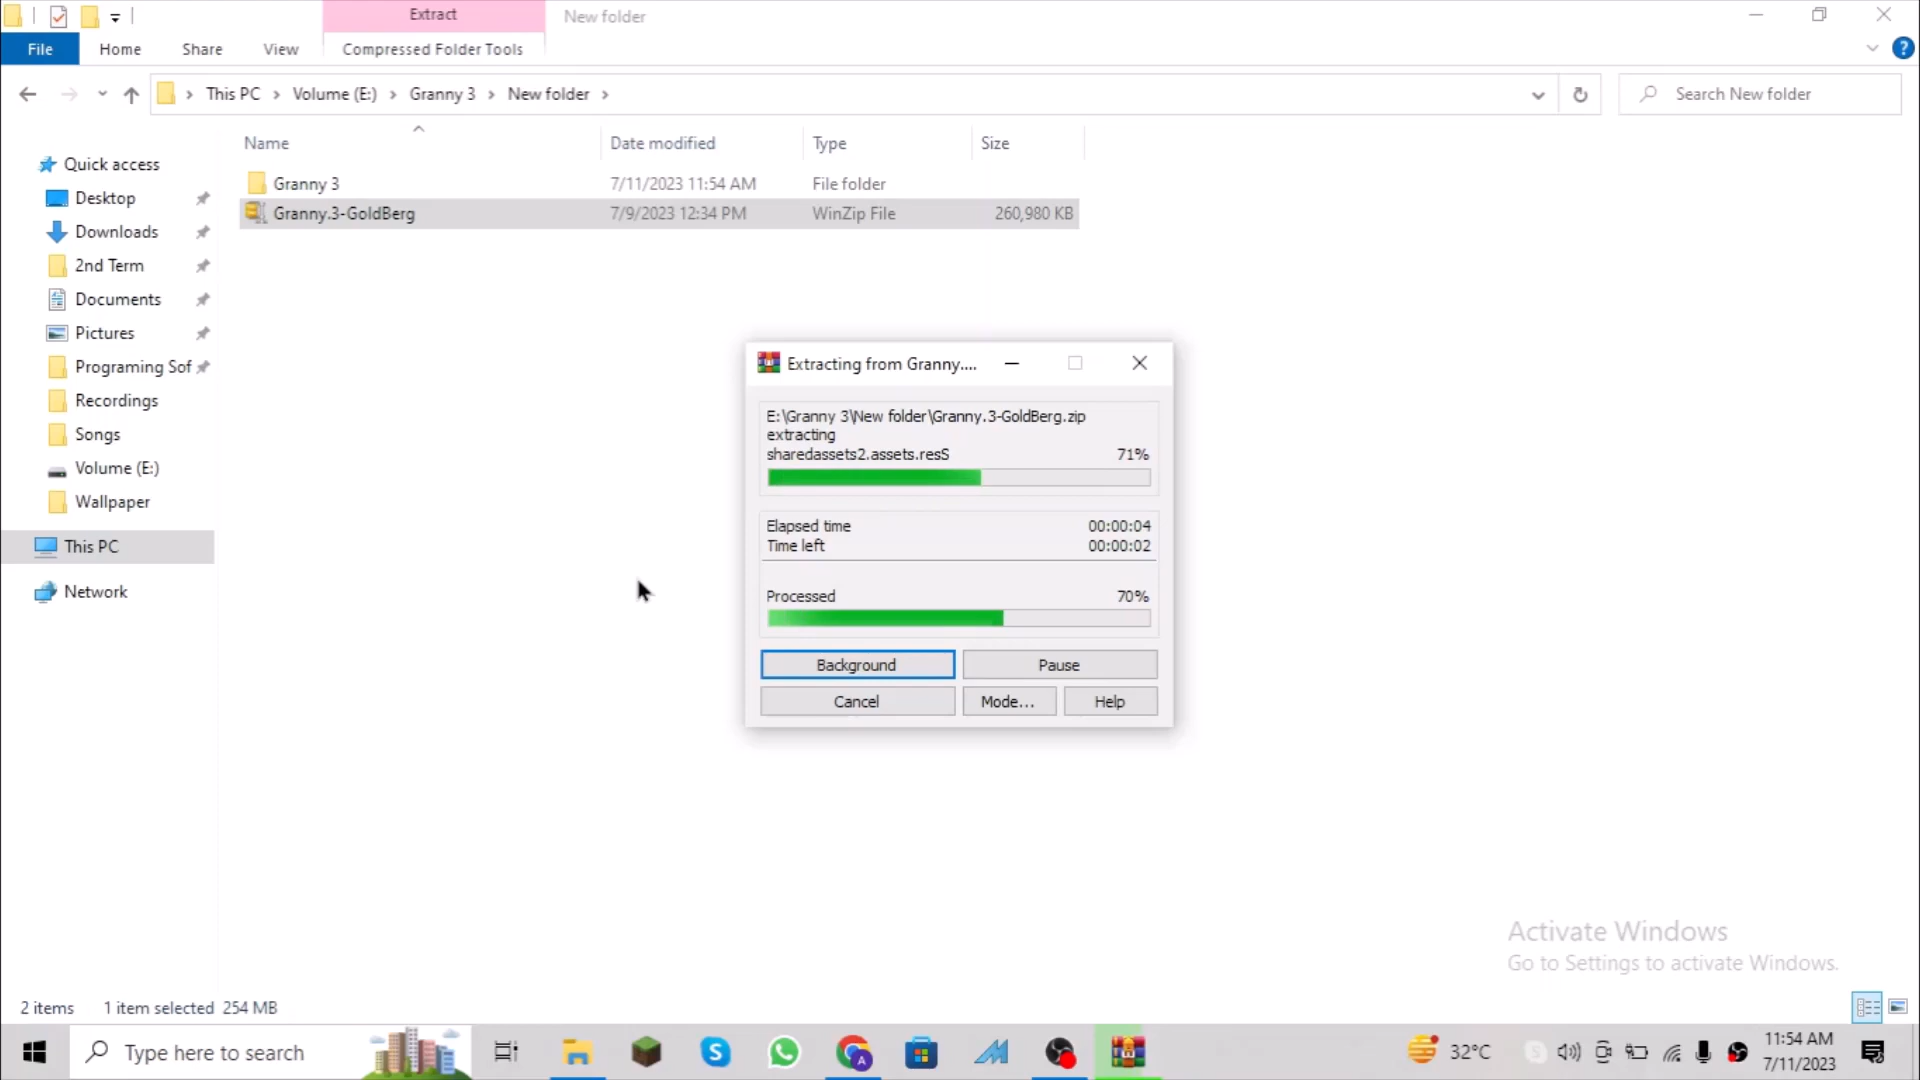 Extract
New folder
File
Home
Share
View
Compressed Folder Tools
?
This PC
Volume (E:)
Granny 3
New folder
Search New folder
Name
Date modified
Type
Size
Granny 3
7/11/2023 11:54 AM
File folder
Granny.3-GoldBerg
7/9/2023 12:34 PM
WinZip File
260,980 KB
Quick access
Desktop
Downloads
2nd Term
Documents
Pictures
Programing Sof
Recordings
Songs
Volume (E:)
Wallpaper
This PC
Network
Extracting from Granny....
E:\Granny 3\New folder\Granny.3-GoldBerg.zip
extracting
sharedassets2.assets.resS
71%
Elapsed time
00:00:04
Time left
00:00:02
Processed
70%
Background
Pause
Cancel
Mode...
Help
Activate Windows
Go to Settings to activate Windows.
2 items
1 item selected
254 MB
Type here to search
S
A
32°C
11:54 AM
7/11/2023